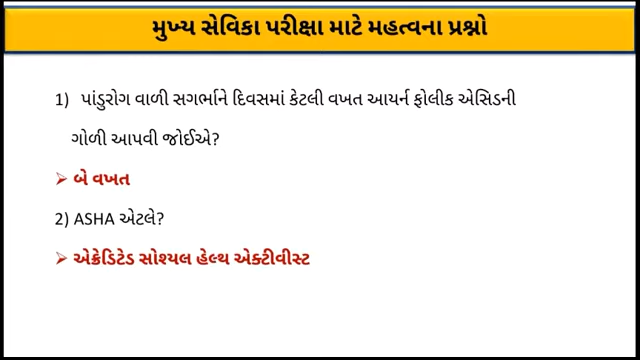 મુખ્ય સેવિકા પરીક્ષા માટે મહત્વના પ્રશ્નો
1) પાંડુરોગ વાળી સગર્ભાને દિવસમાં કેટલી વખત આયર્ન ફોલીક એસિડની
ગોળી આપવી જોઈએ?
➢ બે વખત
2) ASHA એટલે?
➢ એક્રેડિટેડ સોશ્યલ હેલ્થ એક્ટીવીસ્ટ